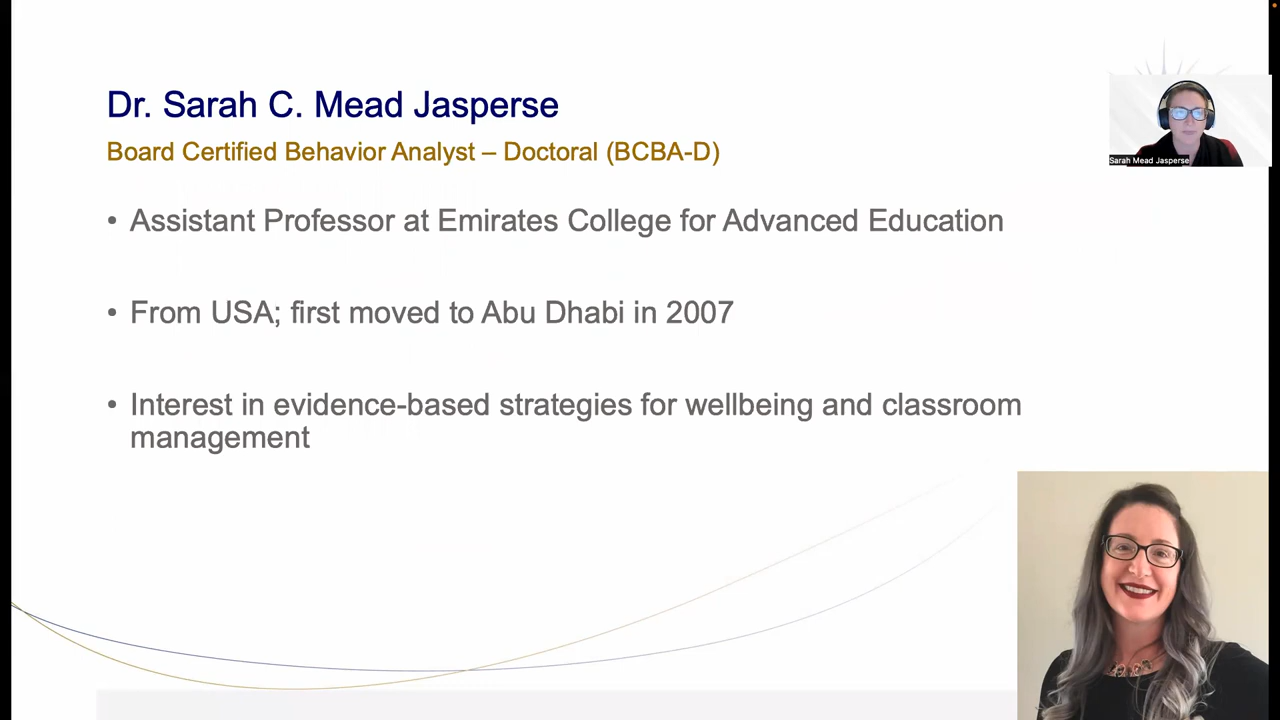 Dr. Sarah C. Mead Jasperse
Board Certified Behavior Analyst – Doctoral (BCBA-D)
Sarah Mead Jasperse
• Assistant Professor at Emirates College for Advanced Education
• From USA; first moved to Abu Dhabi in 2007
• Interest in evidence-based strategies for wellbeing and classroom
management